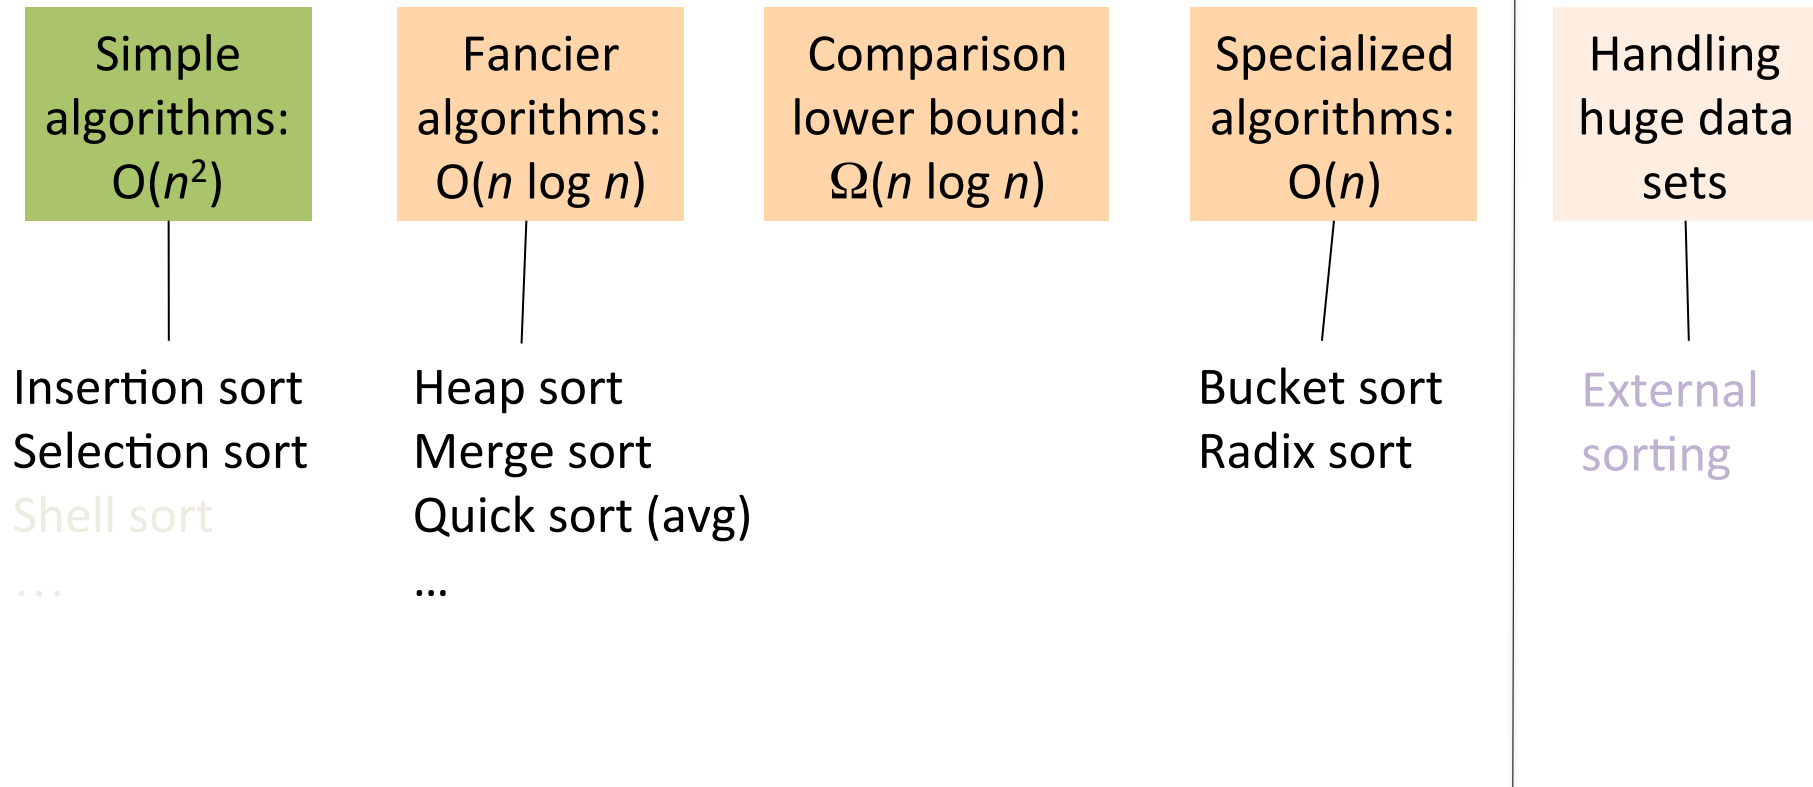 Simple
algorithms:
O(n²)
Fancier
algorithms:
O(n log n)
Comparison
lower bound:
Ω(n log n)
Specialized
algorithms:
O(n)
Handling
huge data
sets
Insertion sort
Selection sort
Shell sort
…
Heap sort
Merge sort
Quick sort (avg)
…
Bucket sort
Radix sort
External
sorting